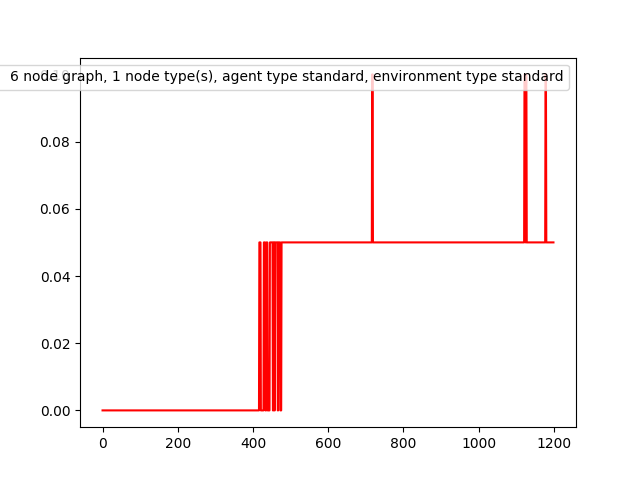 6 node graph, 1 node type(s), agent type standard, environment type standard
0.08
0.06
0.04
0.02
0.00
0 200 400 600 800 1000 1200